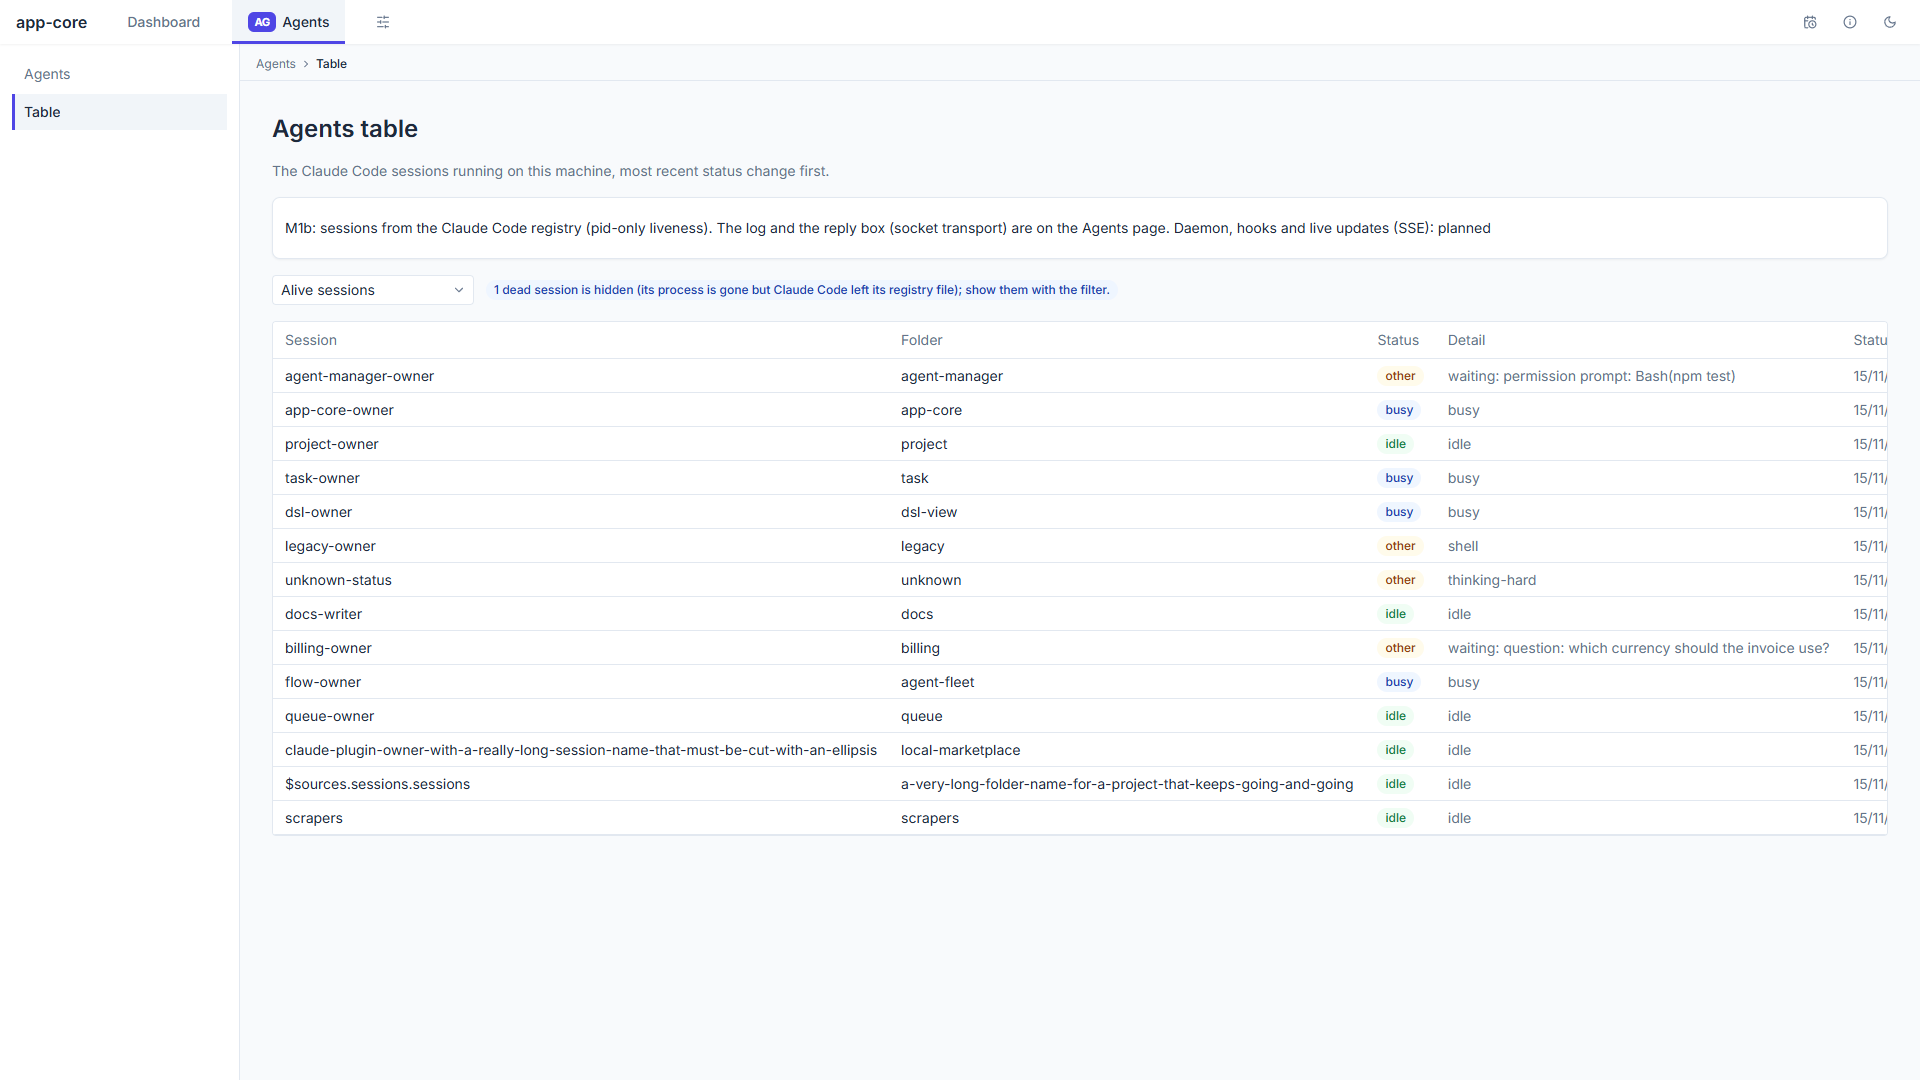 app-core Dashboard AG Agents
Agents
Table
Agents > Table
Agents table
The Claude Code sessions running on this machine, most recent status change first.
M1b: sessions from the Claude Code registry (pid-only liveness). The log and the reply box (socket transport) are on the Agents page. Daemon, hooks and live updates (SSE): planned
Alive sessions 1 dead session is hidden (its process is gone but Claude Code left its registry file); show them with the filter.
Session Folder Status Detail Statu
agent-manager-owner agent-manager other waiting: permission prompt: Bash(npm test) 15/11/
app-core-owner app-core busy busy 15/11/
project-owner project idle idle 15/11/
task-owner task busy busy 15/11/
dsl-owner dsl-view busy busy 15/11/
legacy-owner legacy other shell 15/11/
unknown-status unknown other thinking-hard 15/11/
docs-writer docs idle idle 15/11/
billing-owner billing other waiting: question: which currency should the invoice use? 15/11/
flow-owner agent-fleet busy busy 15/11/
queue-owner queue idle idle 15/11/
claude-plugin-owner-with-a-really-long-session-name-that-must-be-cut-with-an-ellipsis local-marketplace idle idle 15/11/
$sources.sessions.sessions a-very-long-folder-name-for-a-project-that-keeps-going-and-going idle idle 15/11/
scrapers scrapers idle idle 15/11/